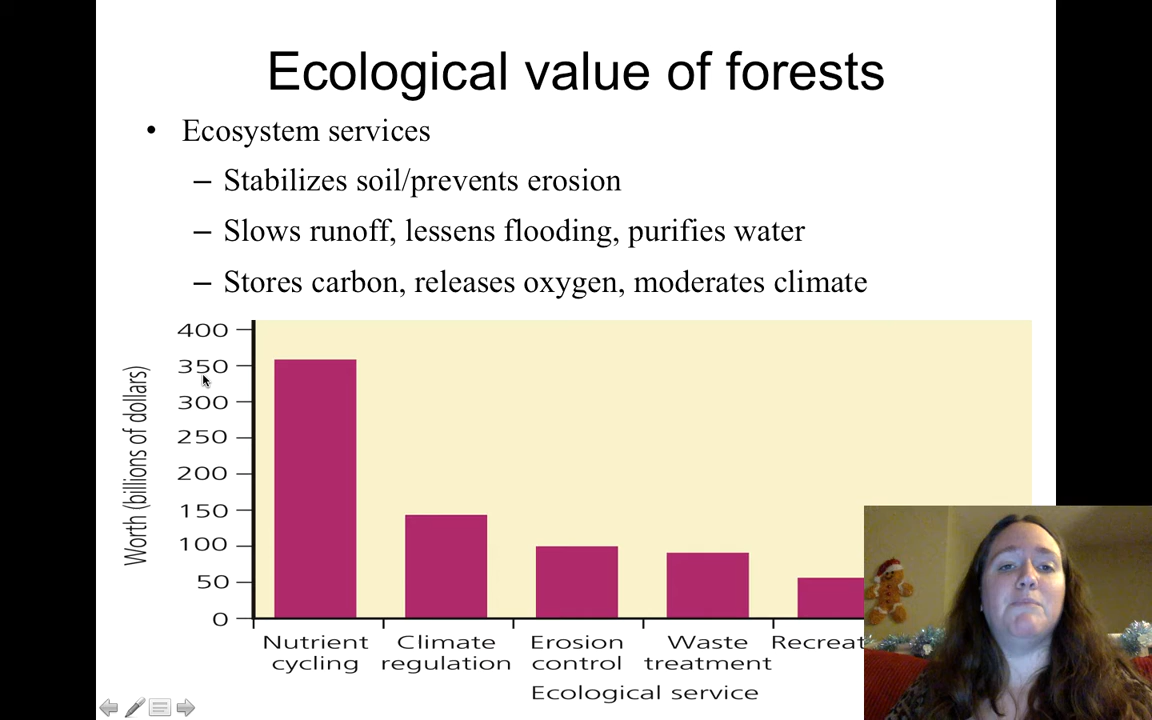 Ecological value of forests
• Ecosystem services
– Stabilizes soil/prevents erosion
– Slows runoff, lessens flooding, purifies water
– Stores carbon, releases oxygen, moderates climate
Worth (billions of dollars)
400
350
300
250
200
150
100
50
0
Nutrient cycling
Climate regulation
Erosion control
Waste treatment
Recreat
Ecological service